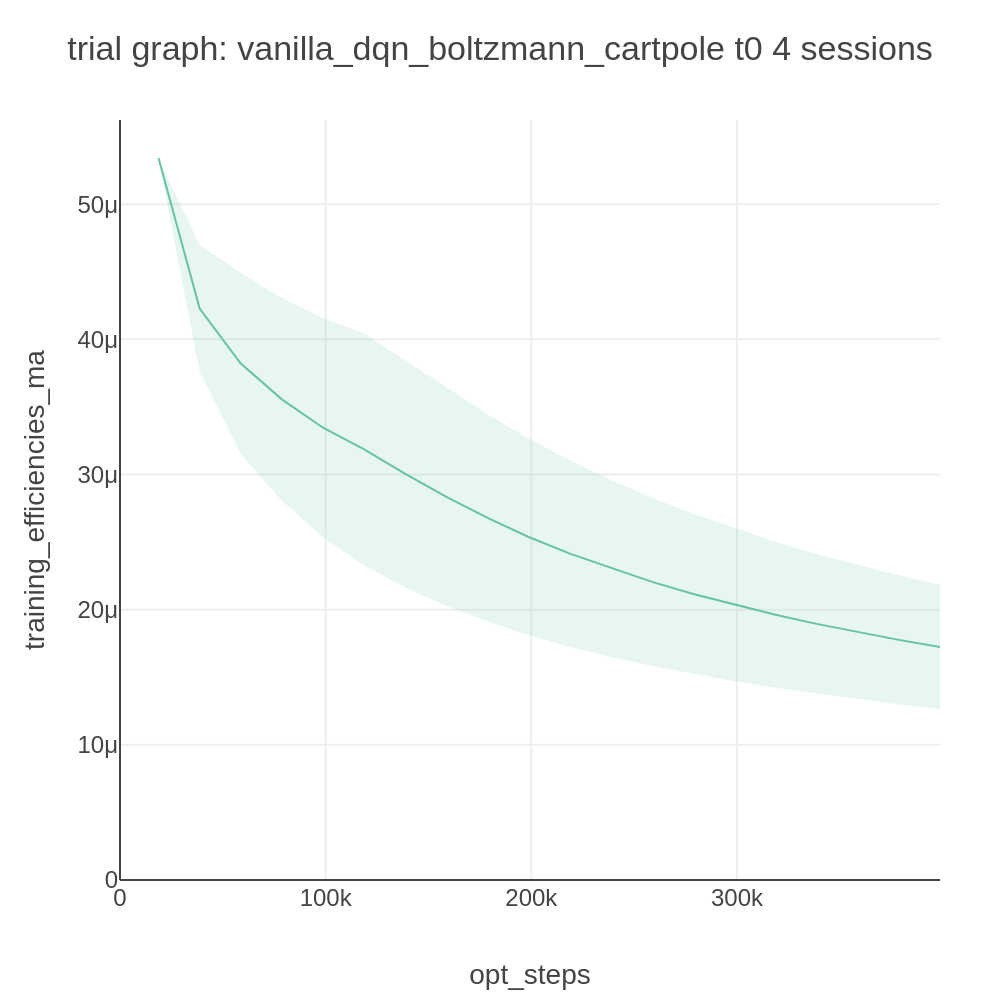 trial graph: vanilla_dqn_boltzmann_cartpole t0 4 sessions
training_efficiencies_ma
50μ
40μ
30μ
20μ
10μ
0
0
100k
200k
300k
opt_steps